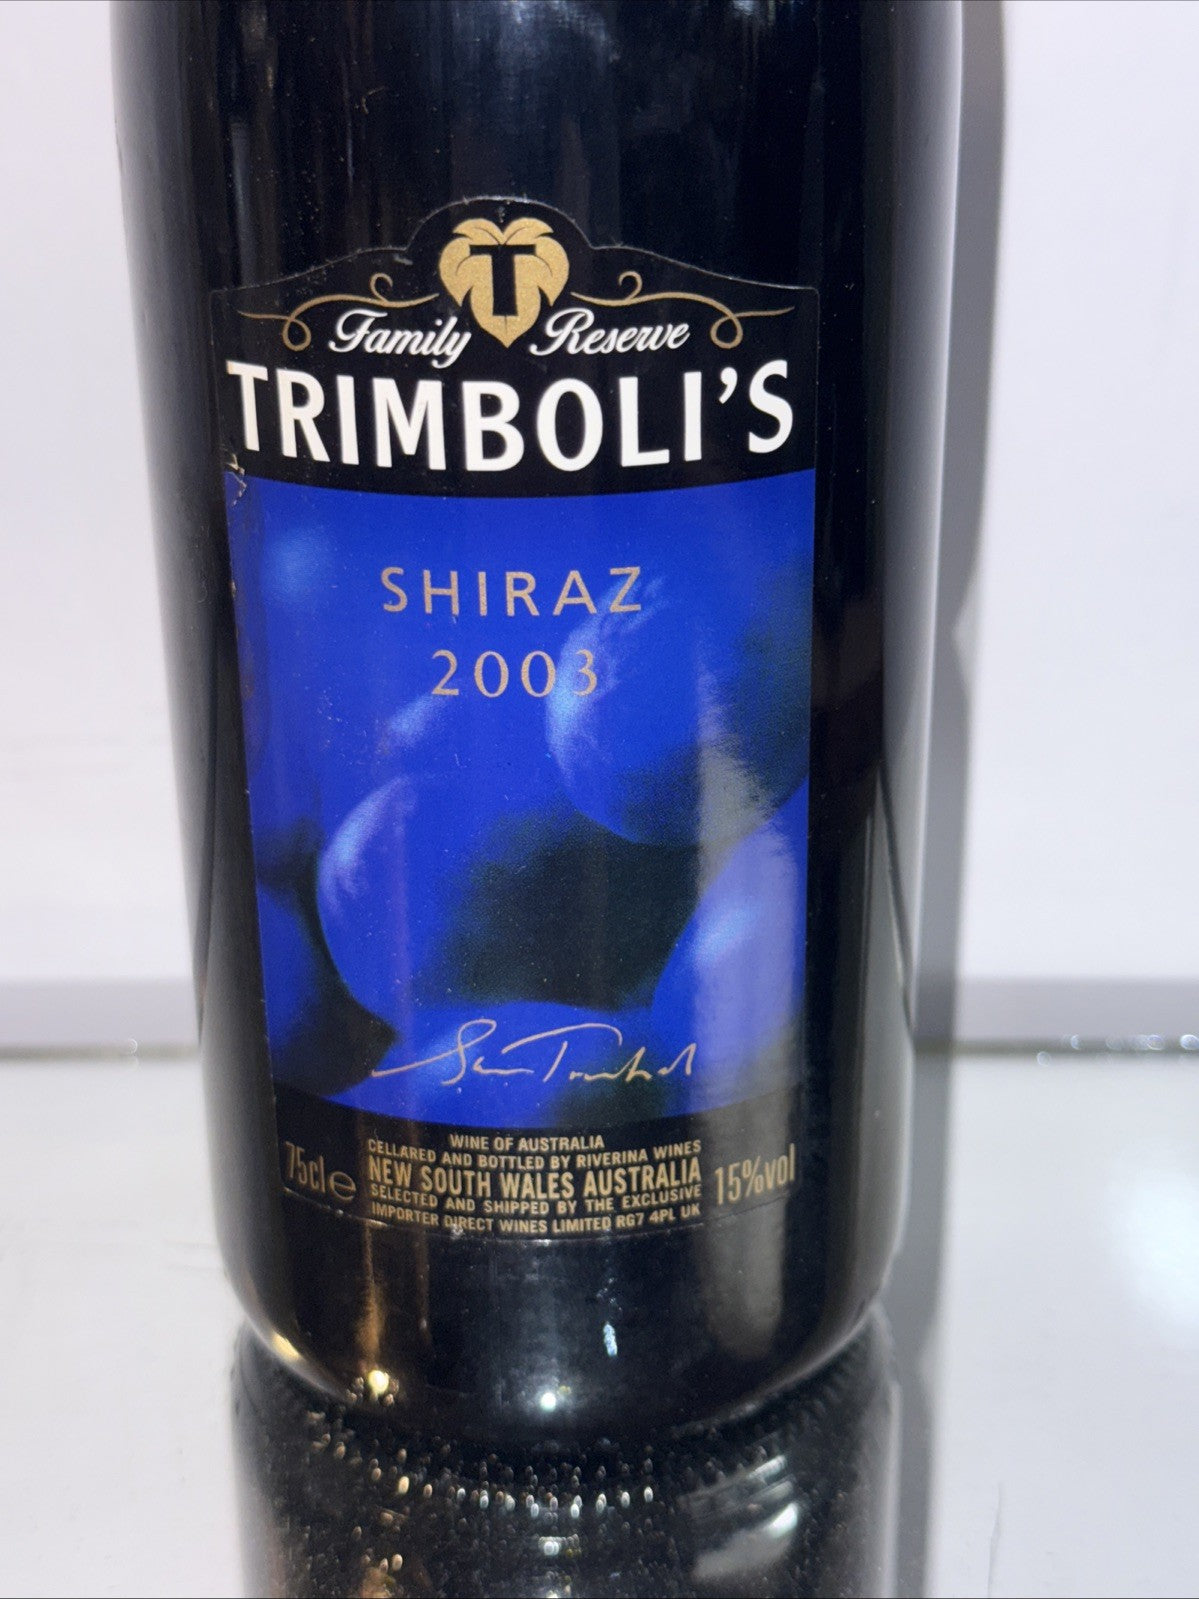 T
Family Reserve
TRIMBOLI'S
SHIRAZ
2003
WINE OF AUSTRALIA
CELLARED AND BOTTLED BY RIVERINA WINES
NEW SOUTH WALES AUSTRALIA
SELECTED AND SHIPPED BY THE EXCLUSIVE
IMPORTER DIRECT WINES LIMITED RG7 4PL UK
75cl e
15%vol